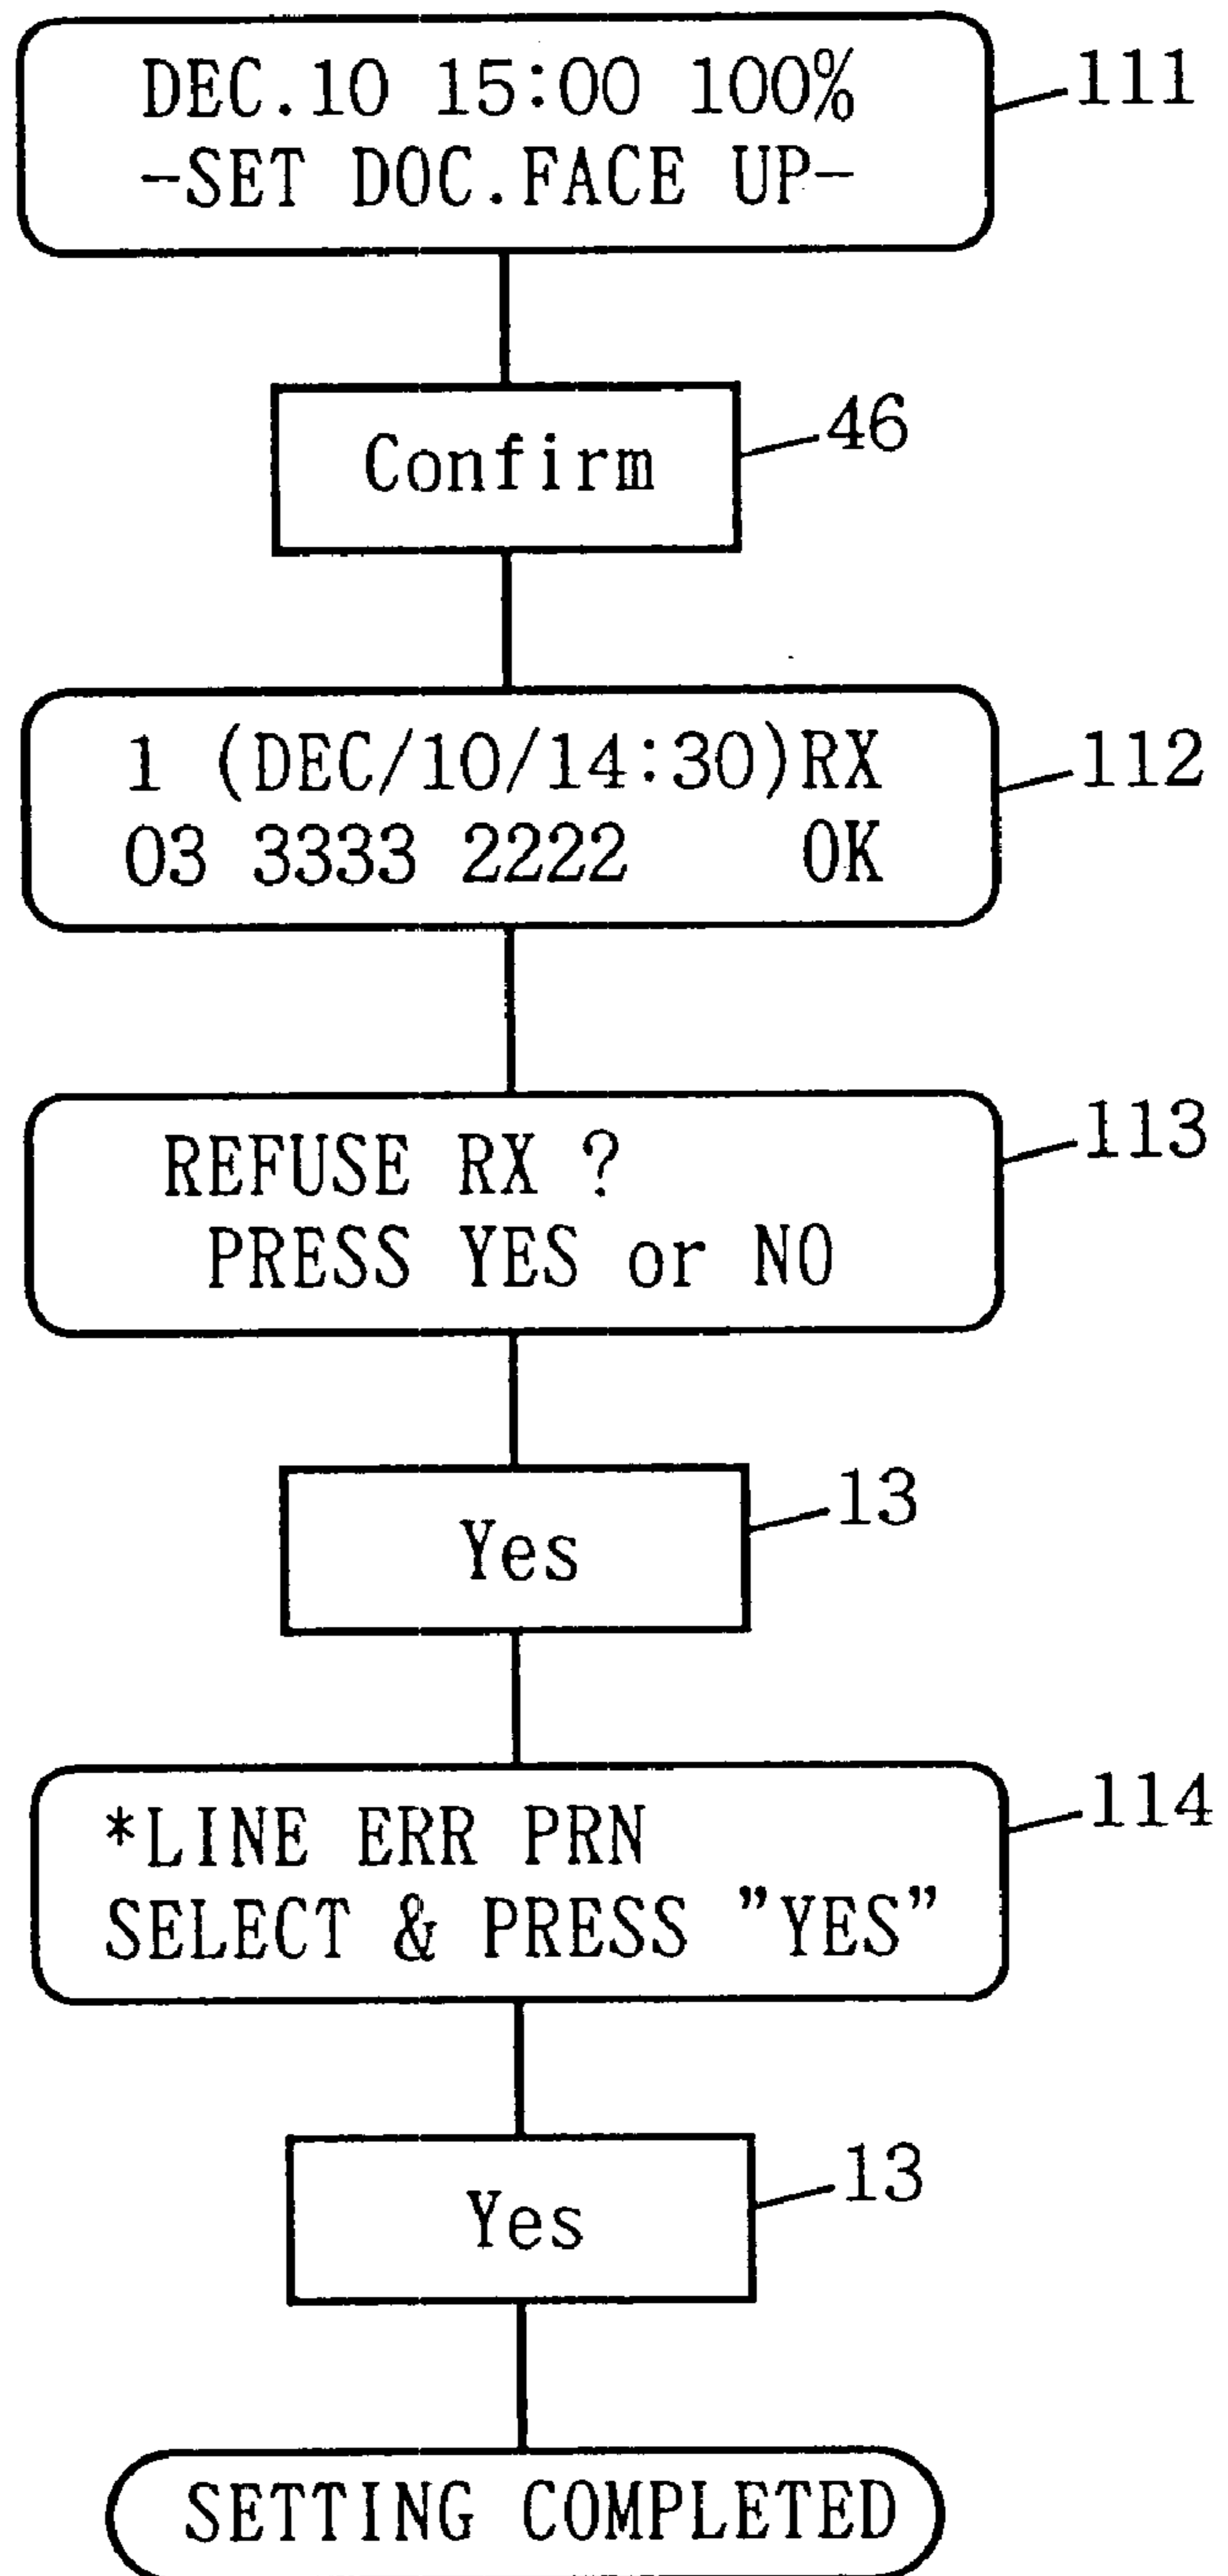 DEC.10 15:00 100%
-SET DOC.FACE UP-
111
Confirm
46
1 (DEC/10/14:30)RX
03 3333 2222 OK
112
REFUSE RX ?
PRESS YES or NO
113
Yes
13
*LINE ERR PRN
SELECT & PRESS ”YES”
114
Yes
13
SETTING COMPLETED